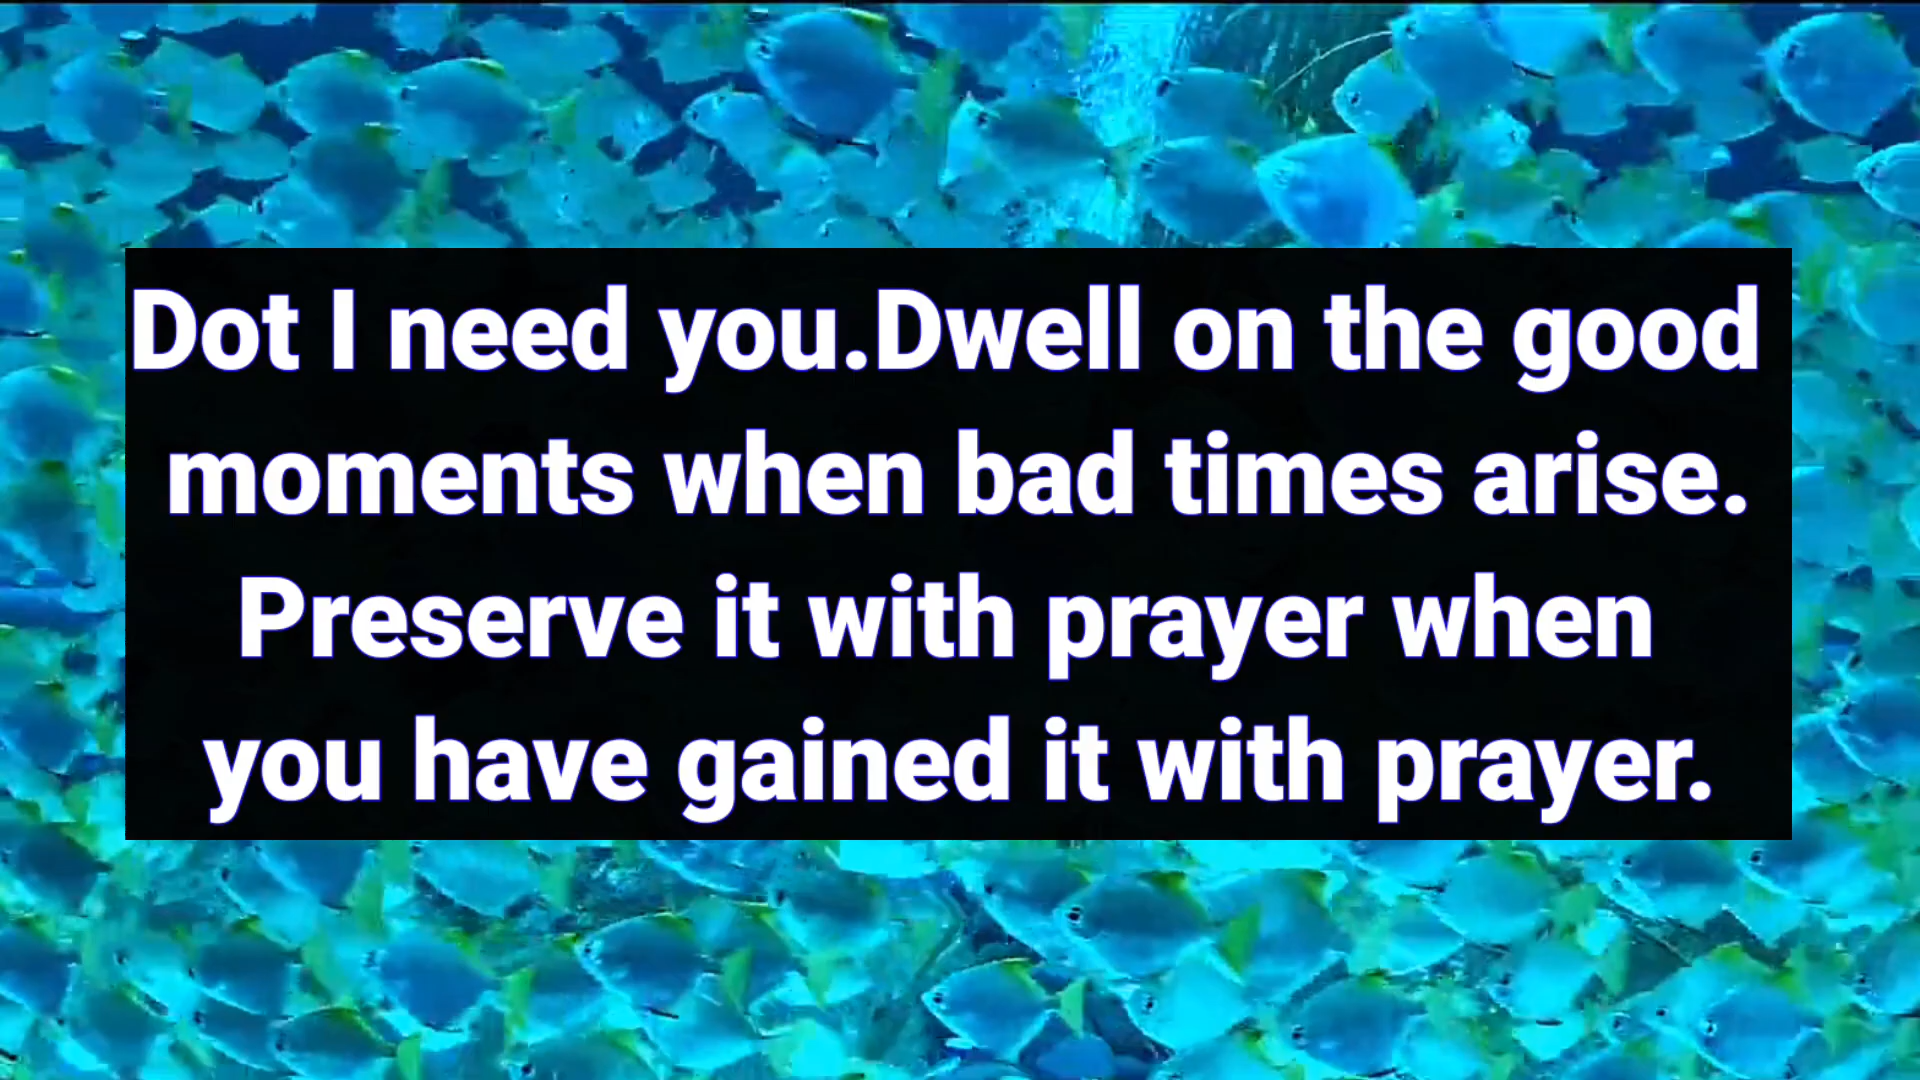 Dot I need you.Dwell on the good
moments when bad times arise.
Preserve it with prayer when
you have gained it with prayer.